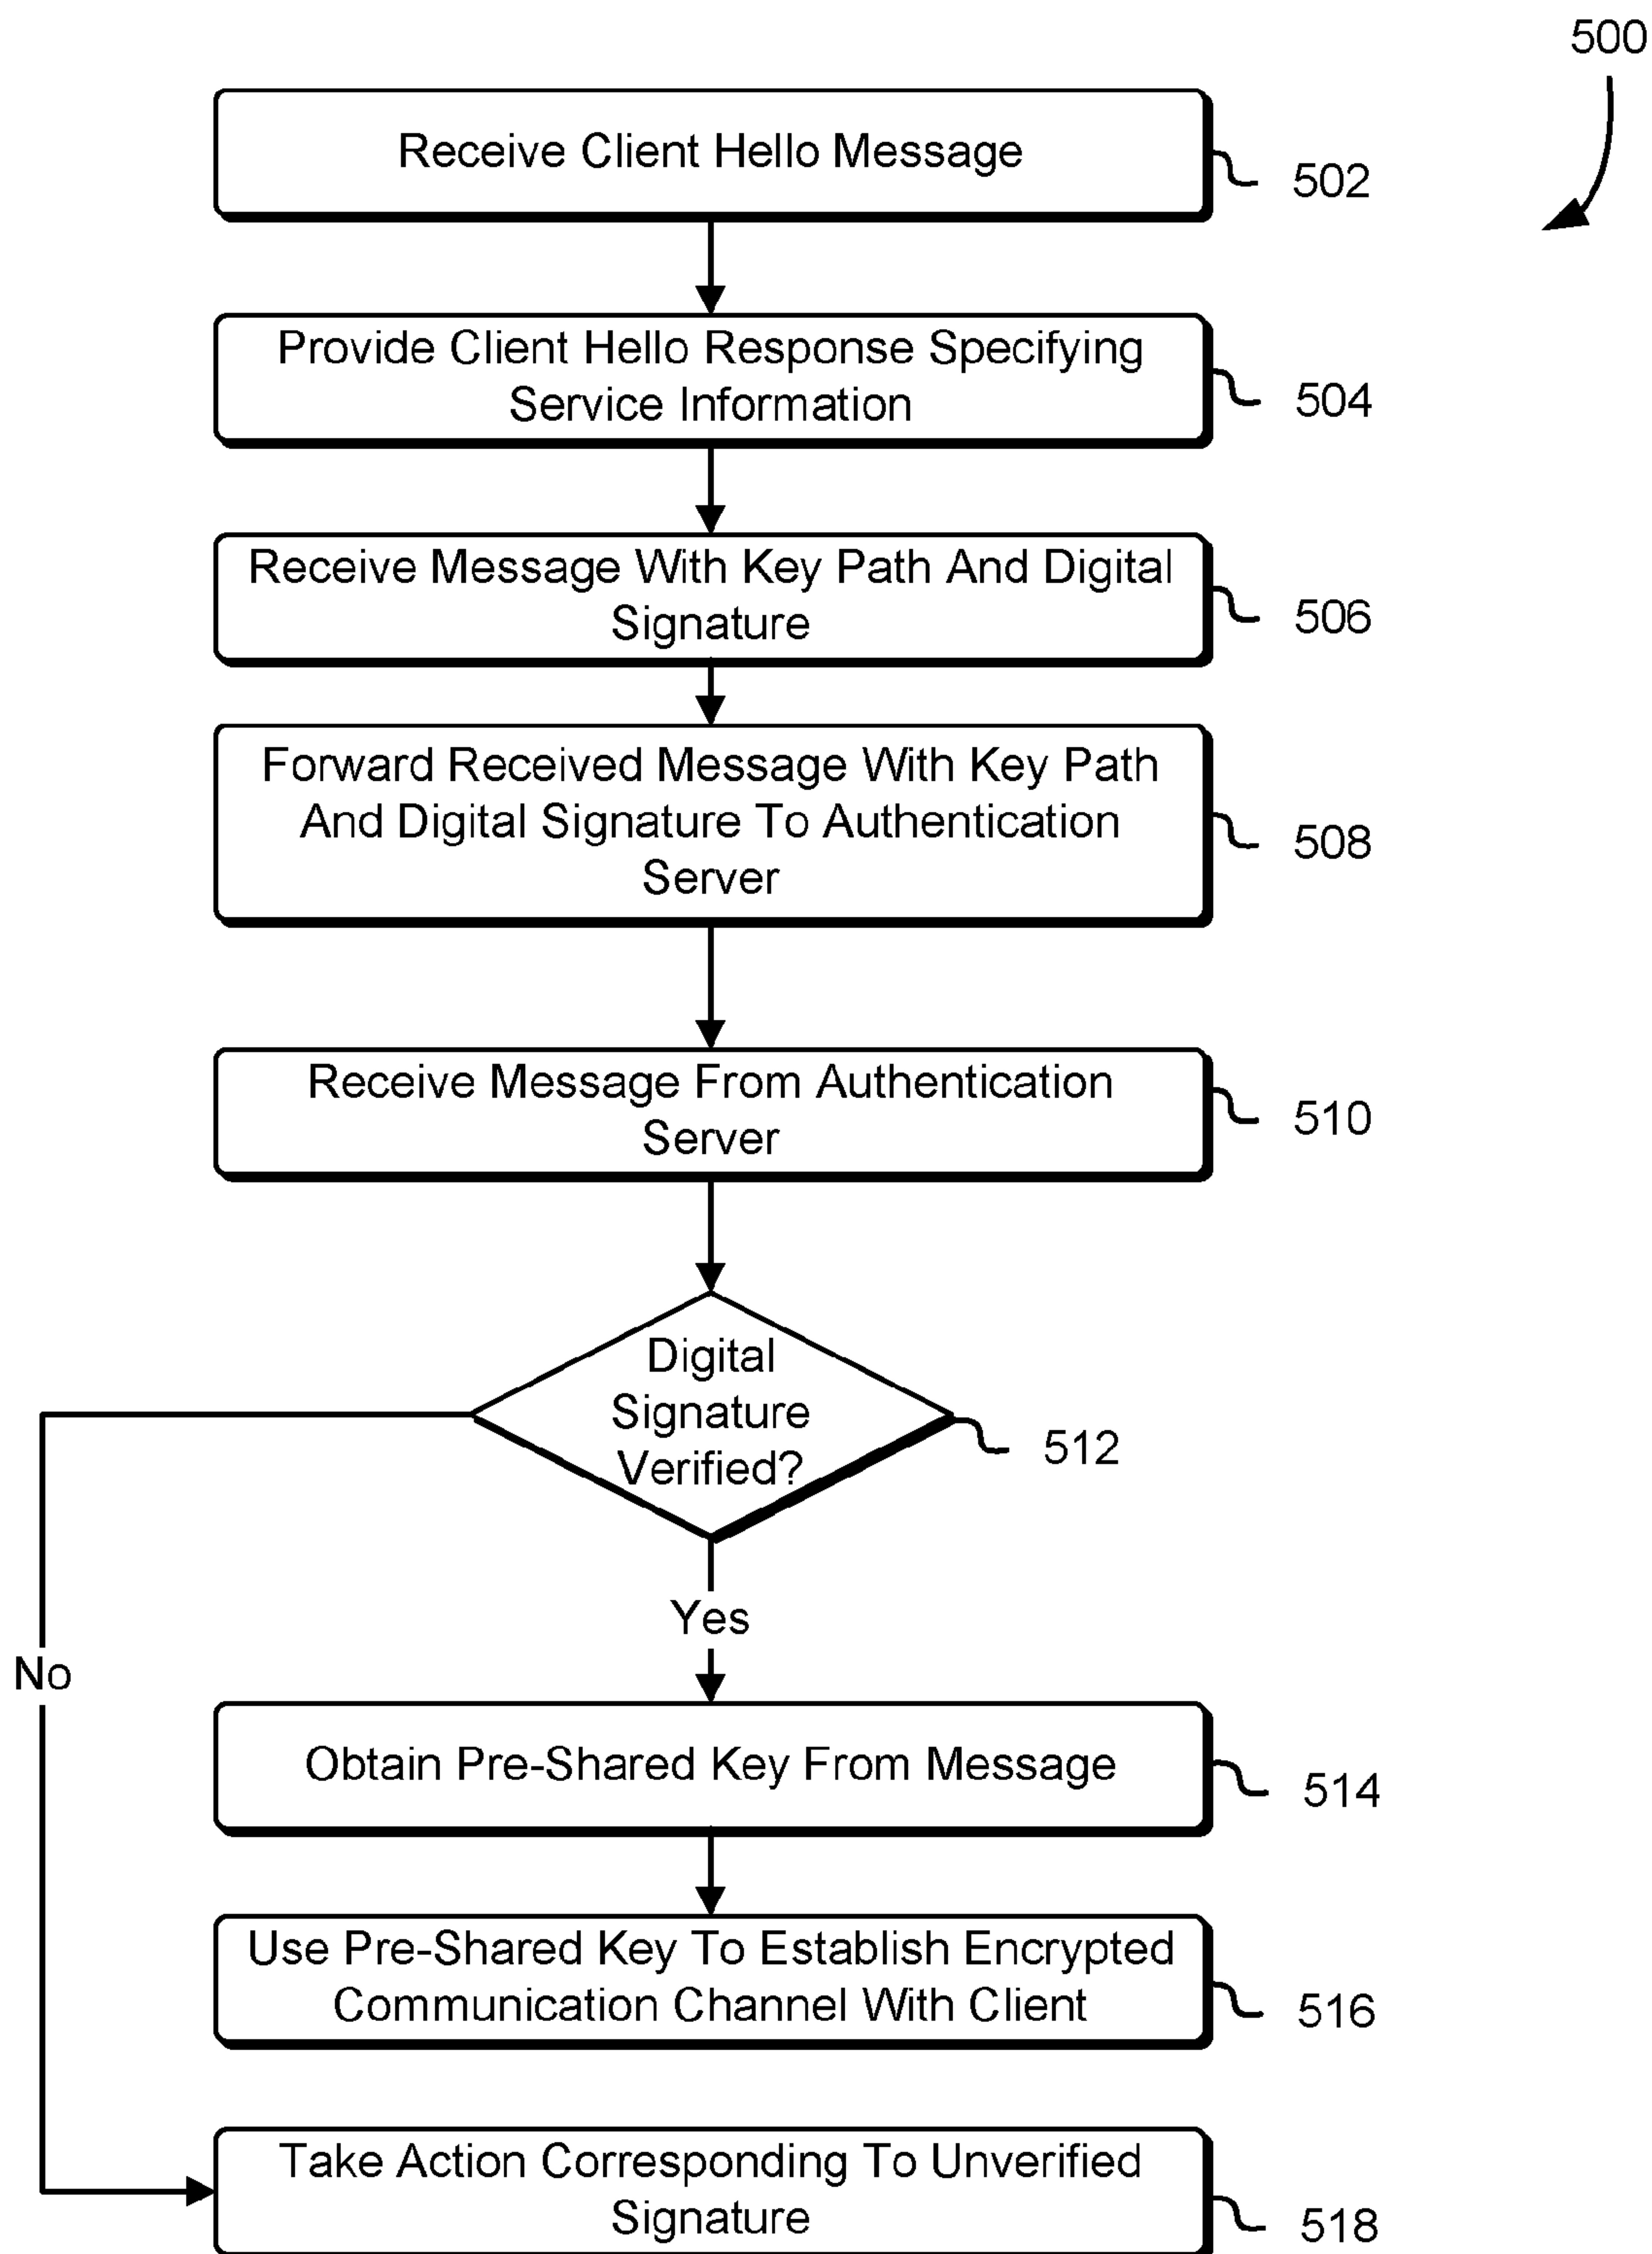 500
Receive Client Hello Message
502
Provide Client Hello Response Specifying
Service Information
504
Receive Message With Key Path And Digital
Signature
506
Forward Received Message With Key Path
And Digital Signature To Authentication
Server
508
Receive Message From Authentication
Server
510
Digital
Signature
Verified?
512
Yes
No
Obtain Pre-Shared Key From Message
514
Use Pre-Shared Key To Establish Encrypted
Communication Channel With Client
516
Take Action Corresponding To Unverified
Signature
518